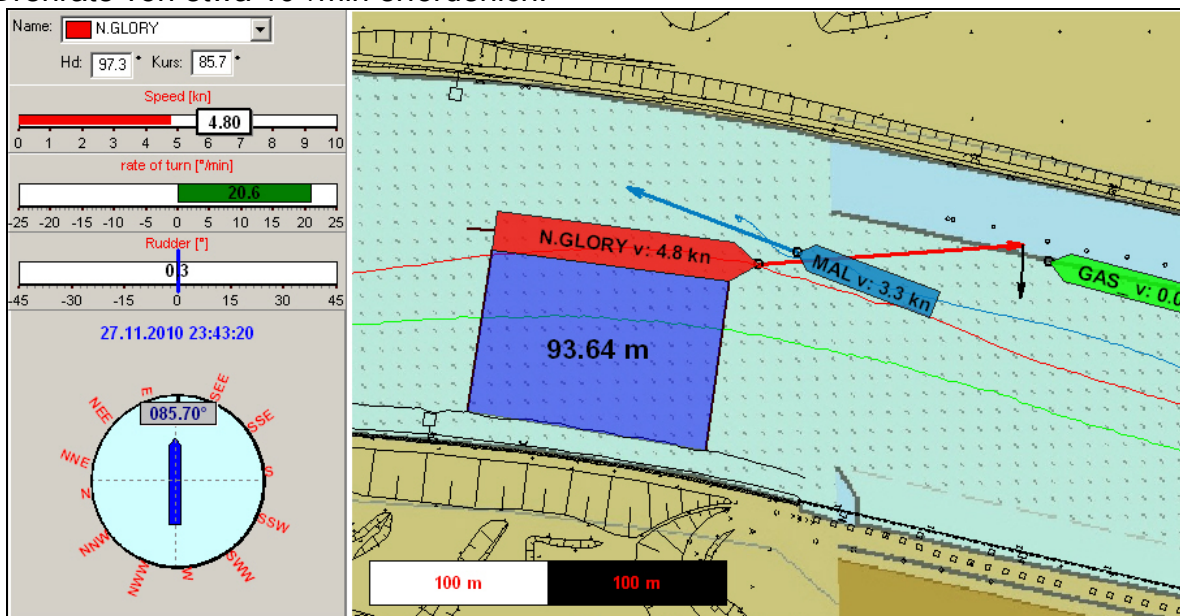 Name: N.GLORY
Hd: 97.3 ° Kurs: 85.7 °
Speed [kn]
4.80
0 1 2 3 4 5 6 7 8 9 10
rate of turn [°/min]
20.6
-25 -20 -15 -10 -5 0 5 10 15 20 25
Rudder [°]
0.3
-45 -30 -15 0 15 30 45
27.11.2010 23:43:20
E
SEE
NEE
085.70°
SSE
NNE
S
N
SSW
NNW
SWW
NWW
W
N.GLORY v: 4.8 kn
MAL v: 3.3 kn
GAS_ v: 0.0
93.64 m
100 m 100 m